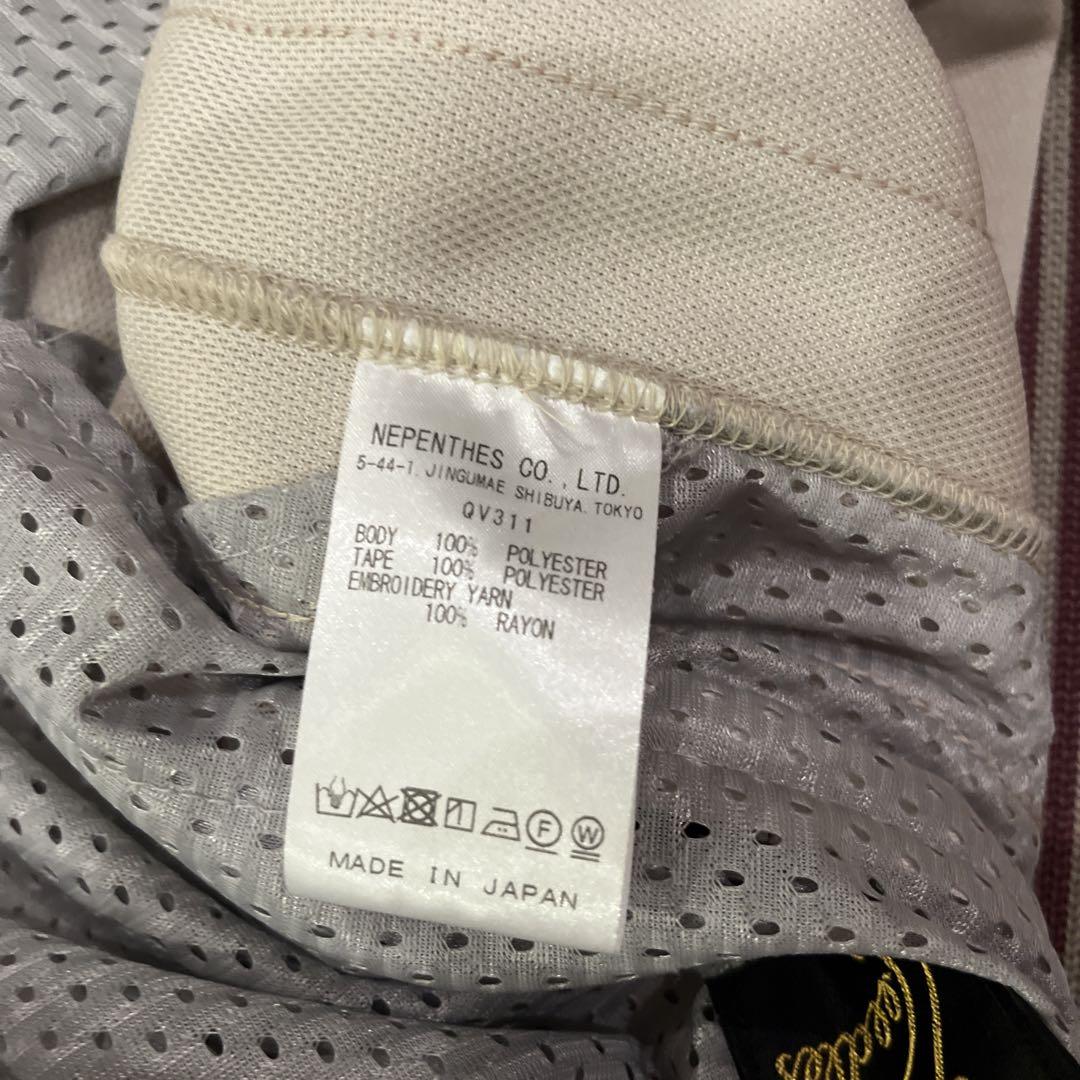 NEPENTHES CO.,LTD.
5-44-1. JINGUMAE SHIBUYA. TOKYO
QV311
BODY 100% POLYESTER
TAPE 100% POLYESTER
EMBROIDERY YARN
100% RAYON
F W
MADE IN JAPAN
Needles